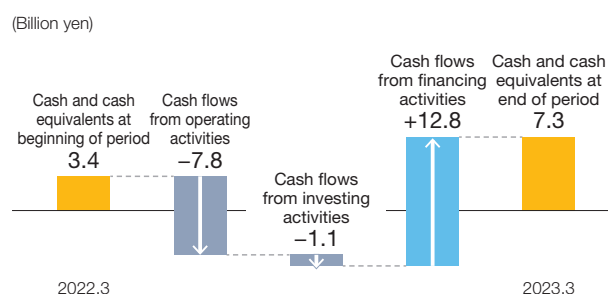 (Billion yen)
Cash and cash
equivalents at
beginning of period
3.4
Cash flows
from operating
activities
−7.8
Cash flows
from investing
activities
−1.1
Cash flows
from financing
activities
+12.8
Cash and cash
equivalents at
end of period
7.3
2022.3
2023.3